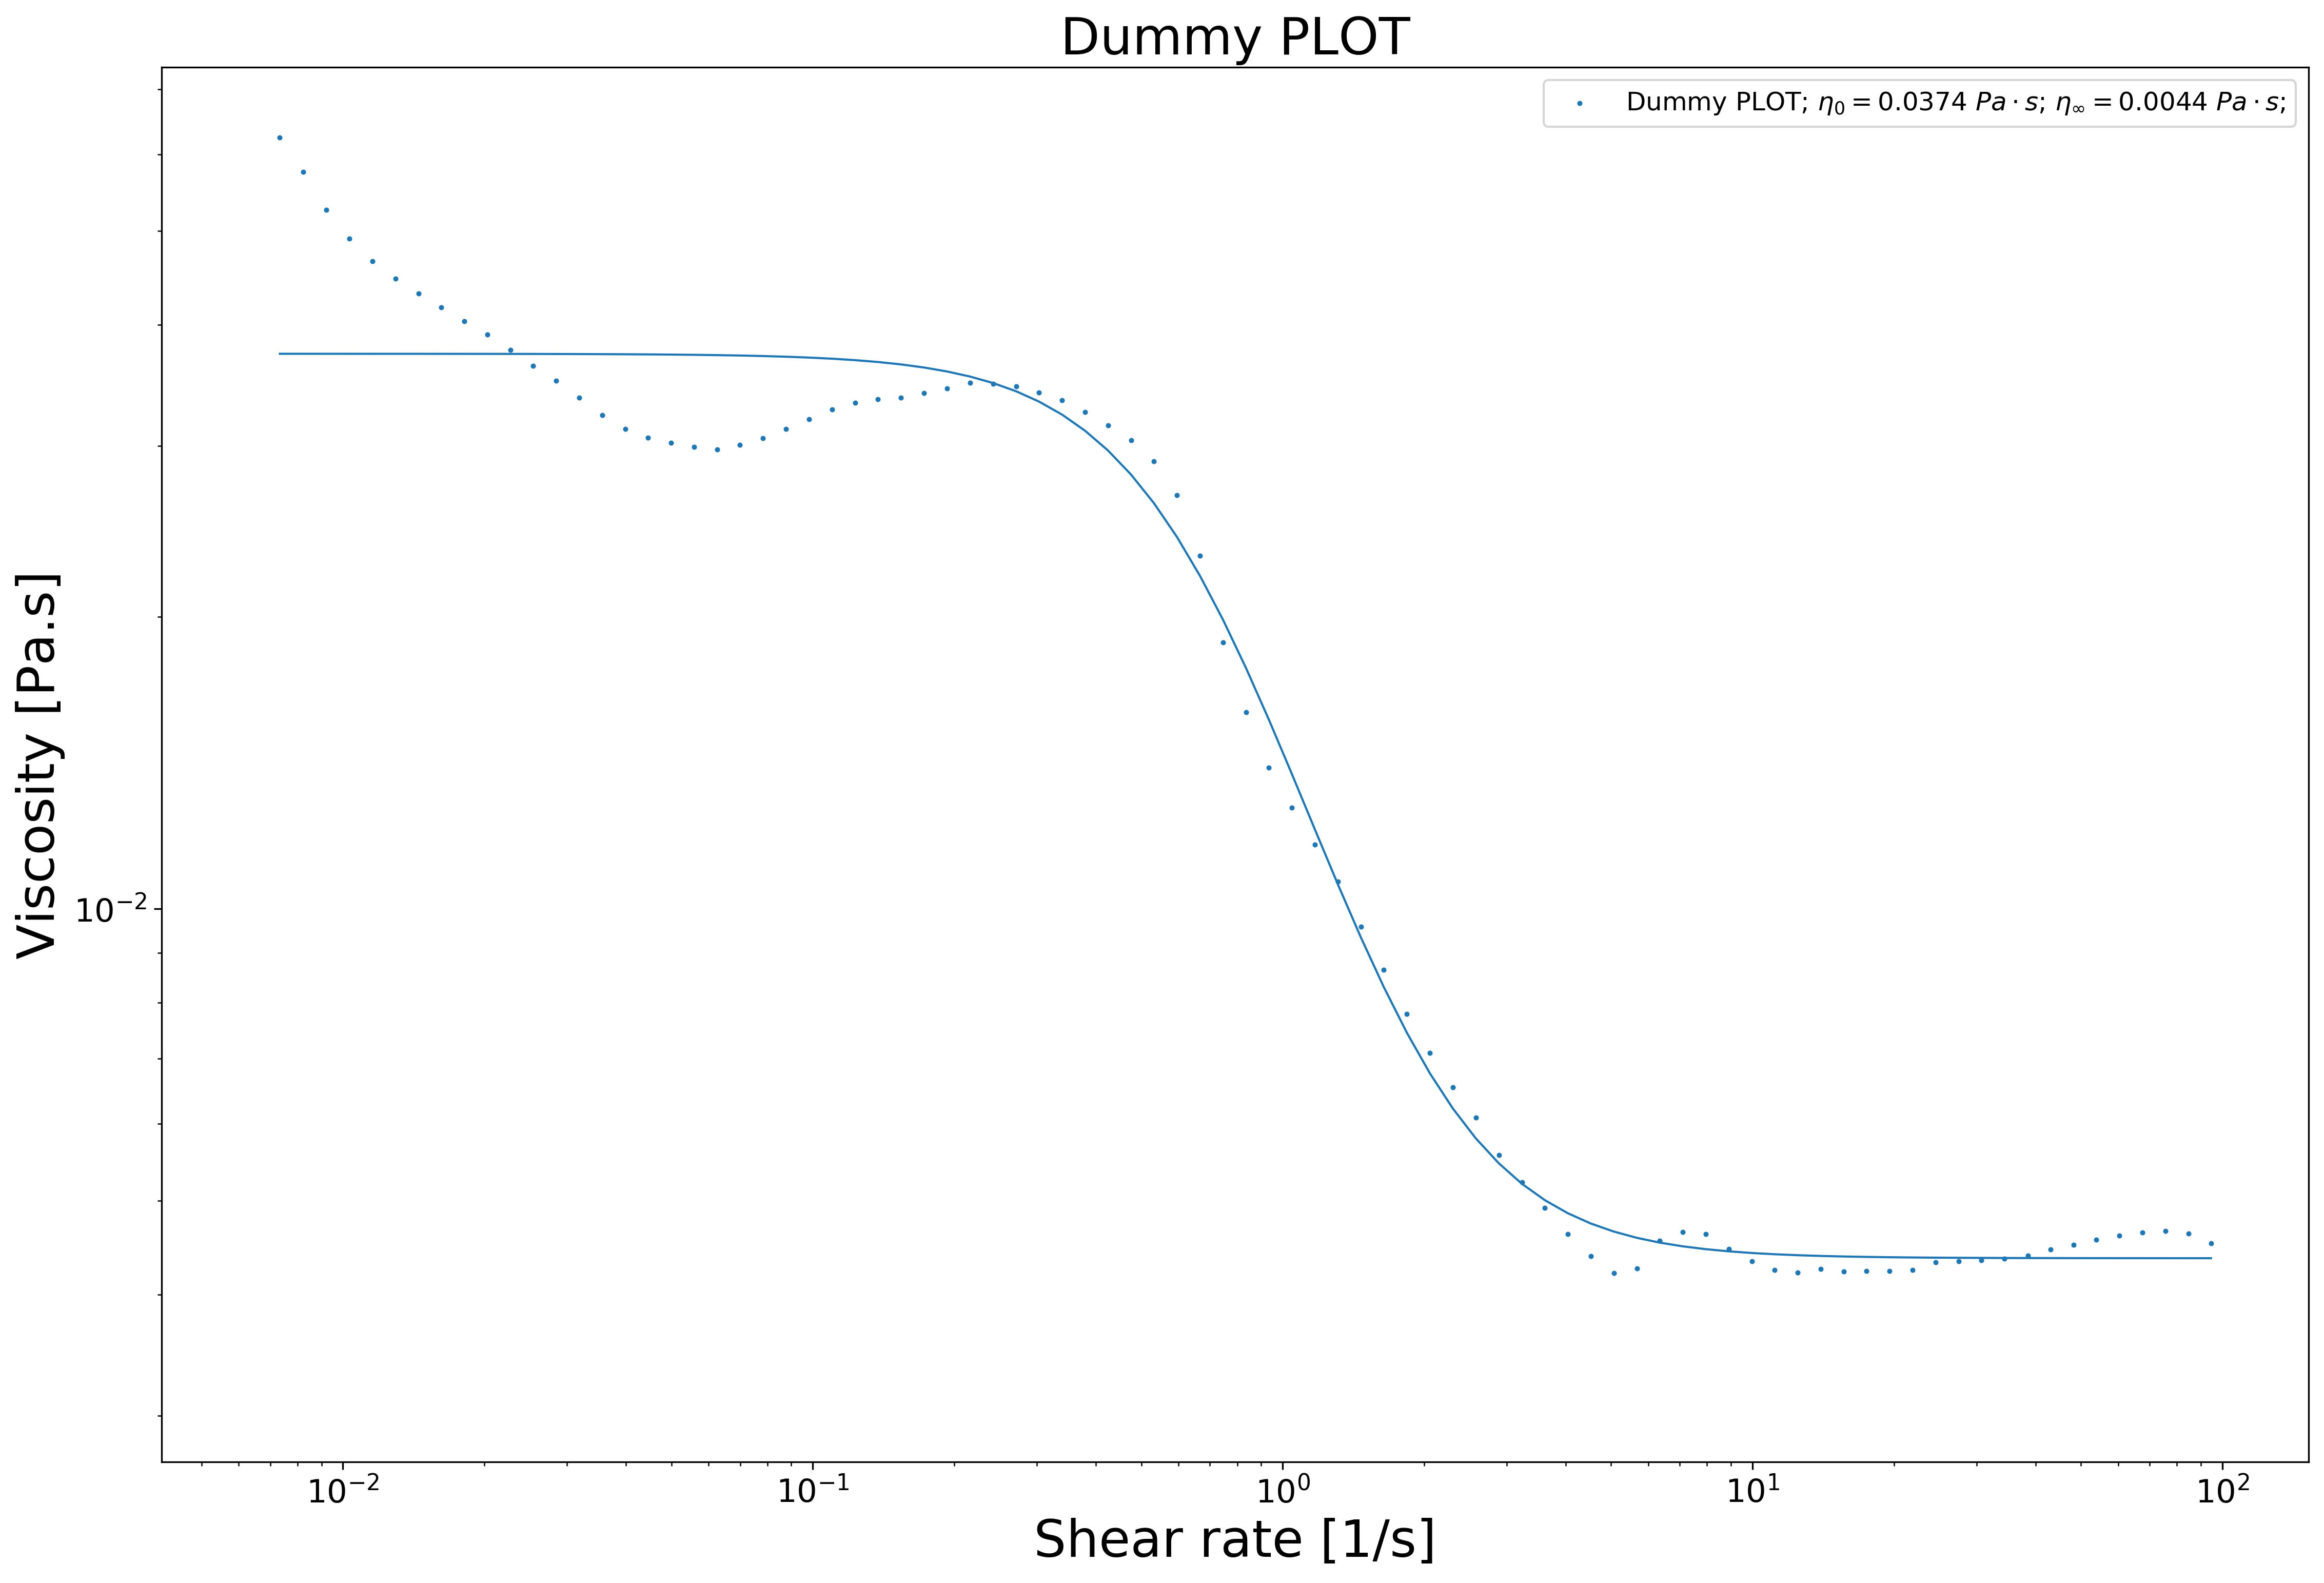 Dummy PLOT
Dummy PLOT; η₀ = 0.0374 Pa · s; η∞ = 0.0044 Pa · s;
Viscosity [Pa.s]
10⁻²
10⁻² 10⁻¹ 10⁰ 10¹ 10²
Shear rate [1/s]